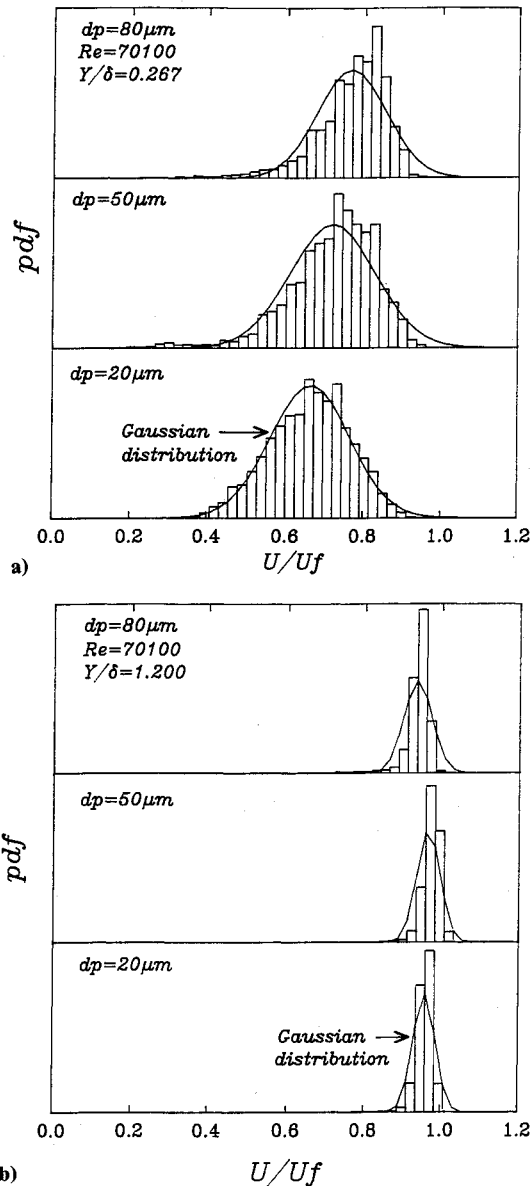 dp=80μm
Re=70100
Y/δ=0.267
dp=50μm
pdf
dp=20μm
Gaussian
distribution
0.0 0.2 0.4 0.6 0.8 1.0 1.2
U/Uf
a)
dp=80μm
Re=70100
Y/δ=1.200
dp=50μm
pdf
dp=20μm
Gaussian
distribution
0.0 0.2 0.4 0.6 0.8 1.0 1.2
U/Uf
b)